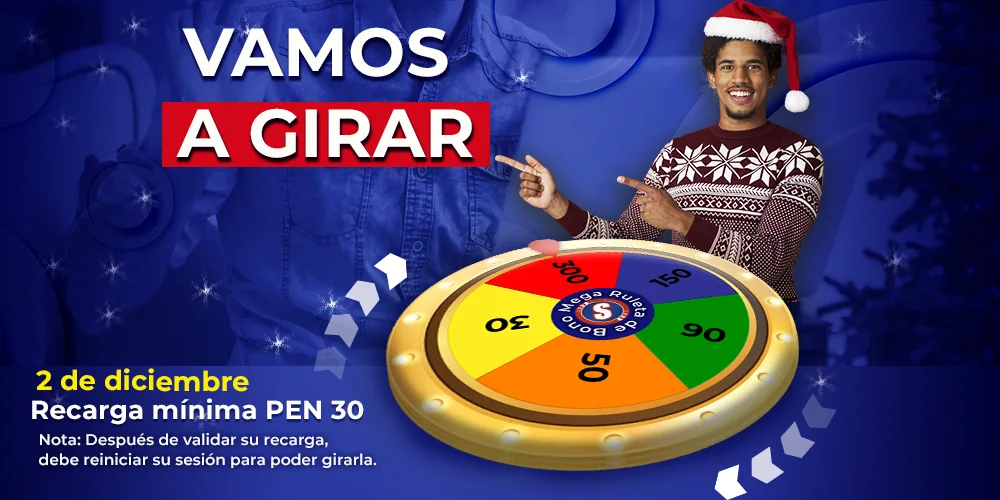 VAMOS
A GIRAR
300
150
90
50
30
Mega Ruleta
de Bono
S
2 de diciembre
Recarga mínima PEN 30
Nota: Después de validar su recarga,
debe reiniciar su sesión para poder girarla.